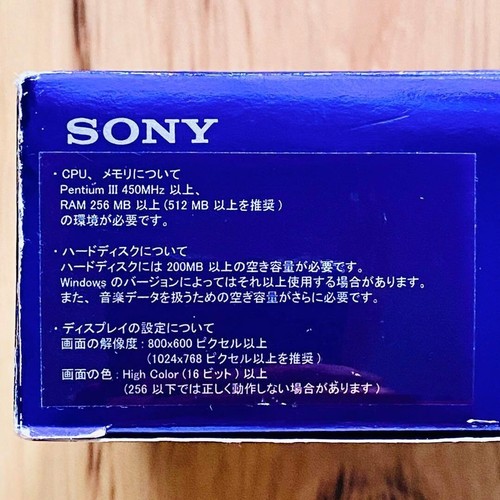 SONY
・CPU、メモリについて
Pentium III 450MHz 以上、
RAM 256 MB 以上 (512 MB 以上を推奨)
の環境が必要です。
・ハードディスクについて
ハードディスクには 200MB 以上の空き容量が必要です。
Windows のバージョンによってはそれ以上使用する場合があります。
また、音楽データを扱うための空き容量がさらに必要です。
・ディスプレイの設定について
画面の解像度：800x600 ピクセル以上
(1024x768 ピクセル以上を推奨)
画面の色：High Color (16 ビット) 以上
(256 以下では正しく動作しない場合があります)